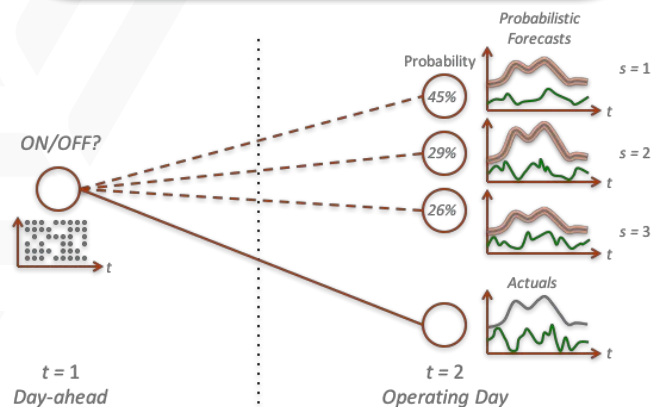 Probabilistic
Forecasts
Probability
45%
t
s = 1
ON/OFF?
29%
t
s = 2
26%
t
s = 3
t
Actuals
t
t = 1
Day-ahead
t = 2
Operating Day